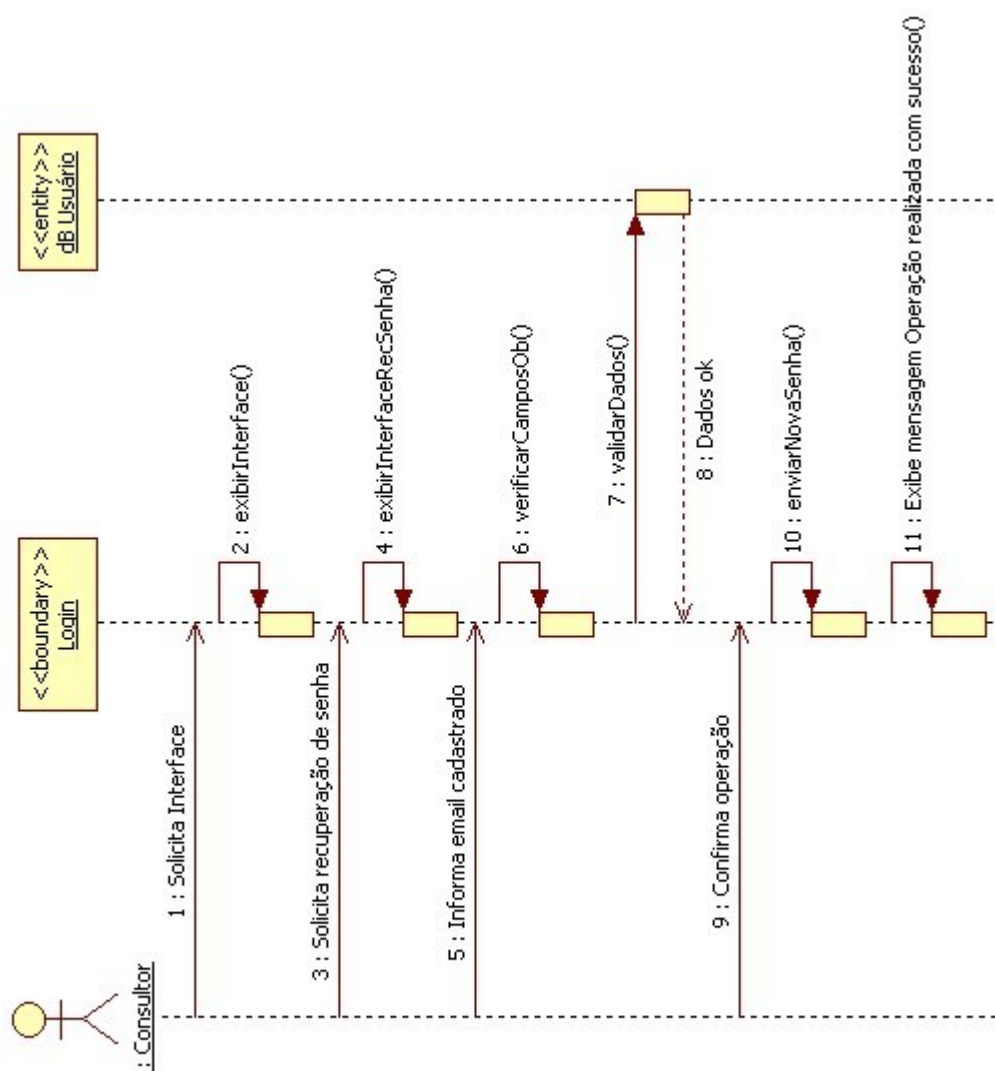 : Consultor
<<boundary>>
Login
<<entity>>
dB Usuário
1 : Solicita Interface
2 : exibirInterface()
3 : Solicita recuperação de senha
4 : exibirInterfaceRecSenha()
5 : Informa email cadastrado
6 : verificarCamposOb()
7 : validarDados()
8 : Dados ok
9 : Confirma operação
10 : enviarNovaSenha()
11 : Exibe mensagem Operação realizada com sucesso()